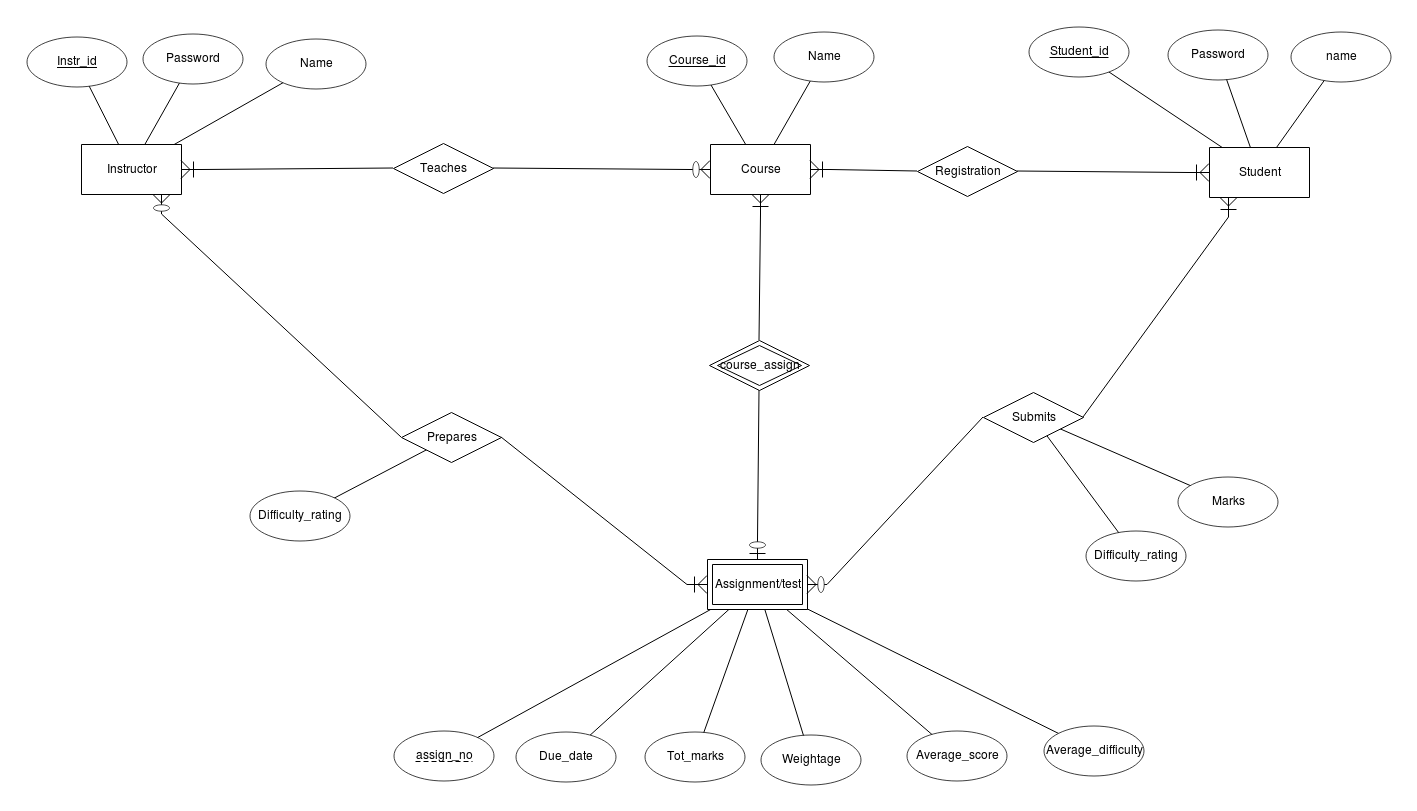 Instr_id
Password
Name
Course_id
Name
Student_id
Password
name
Instructor
Teaches
Course
Registration
Student
course_assign
Prepares
Submits
Difficulty_rating
Marks
Difficulty_rating
Assignment/test
assign_no
Due_date
Tot_marks
Weightage
Average_score
Average_difficulty